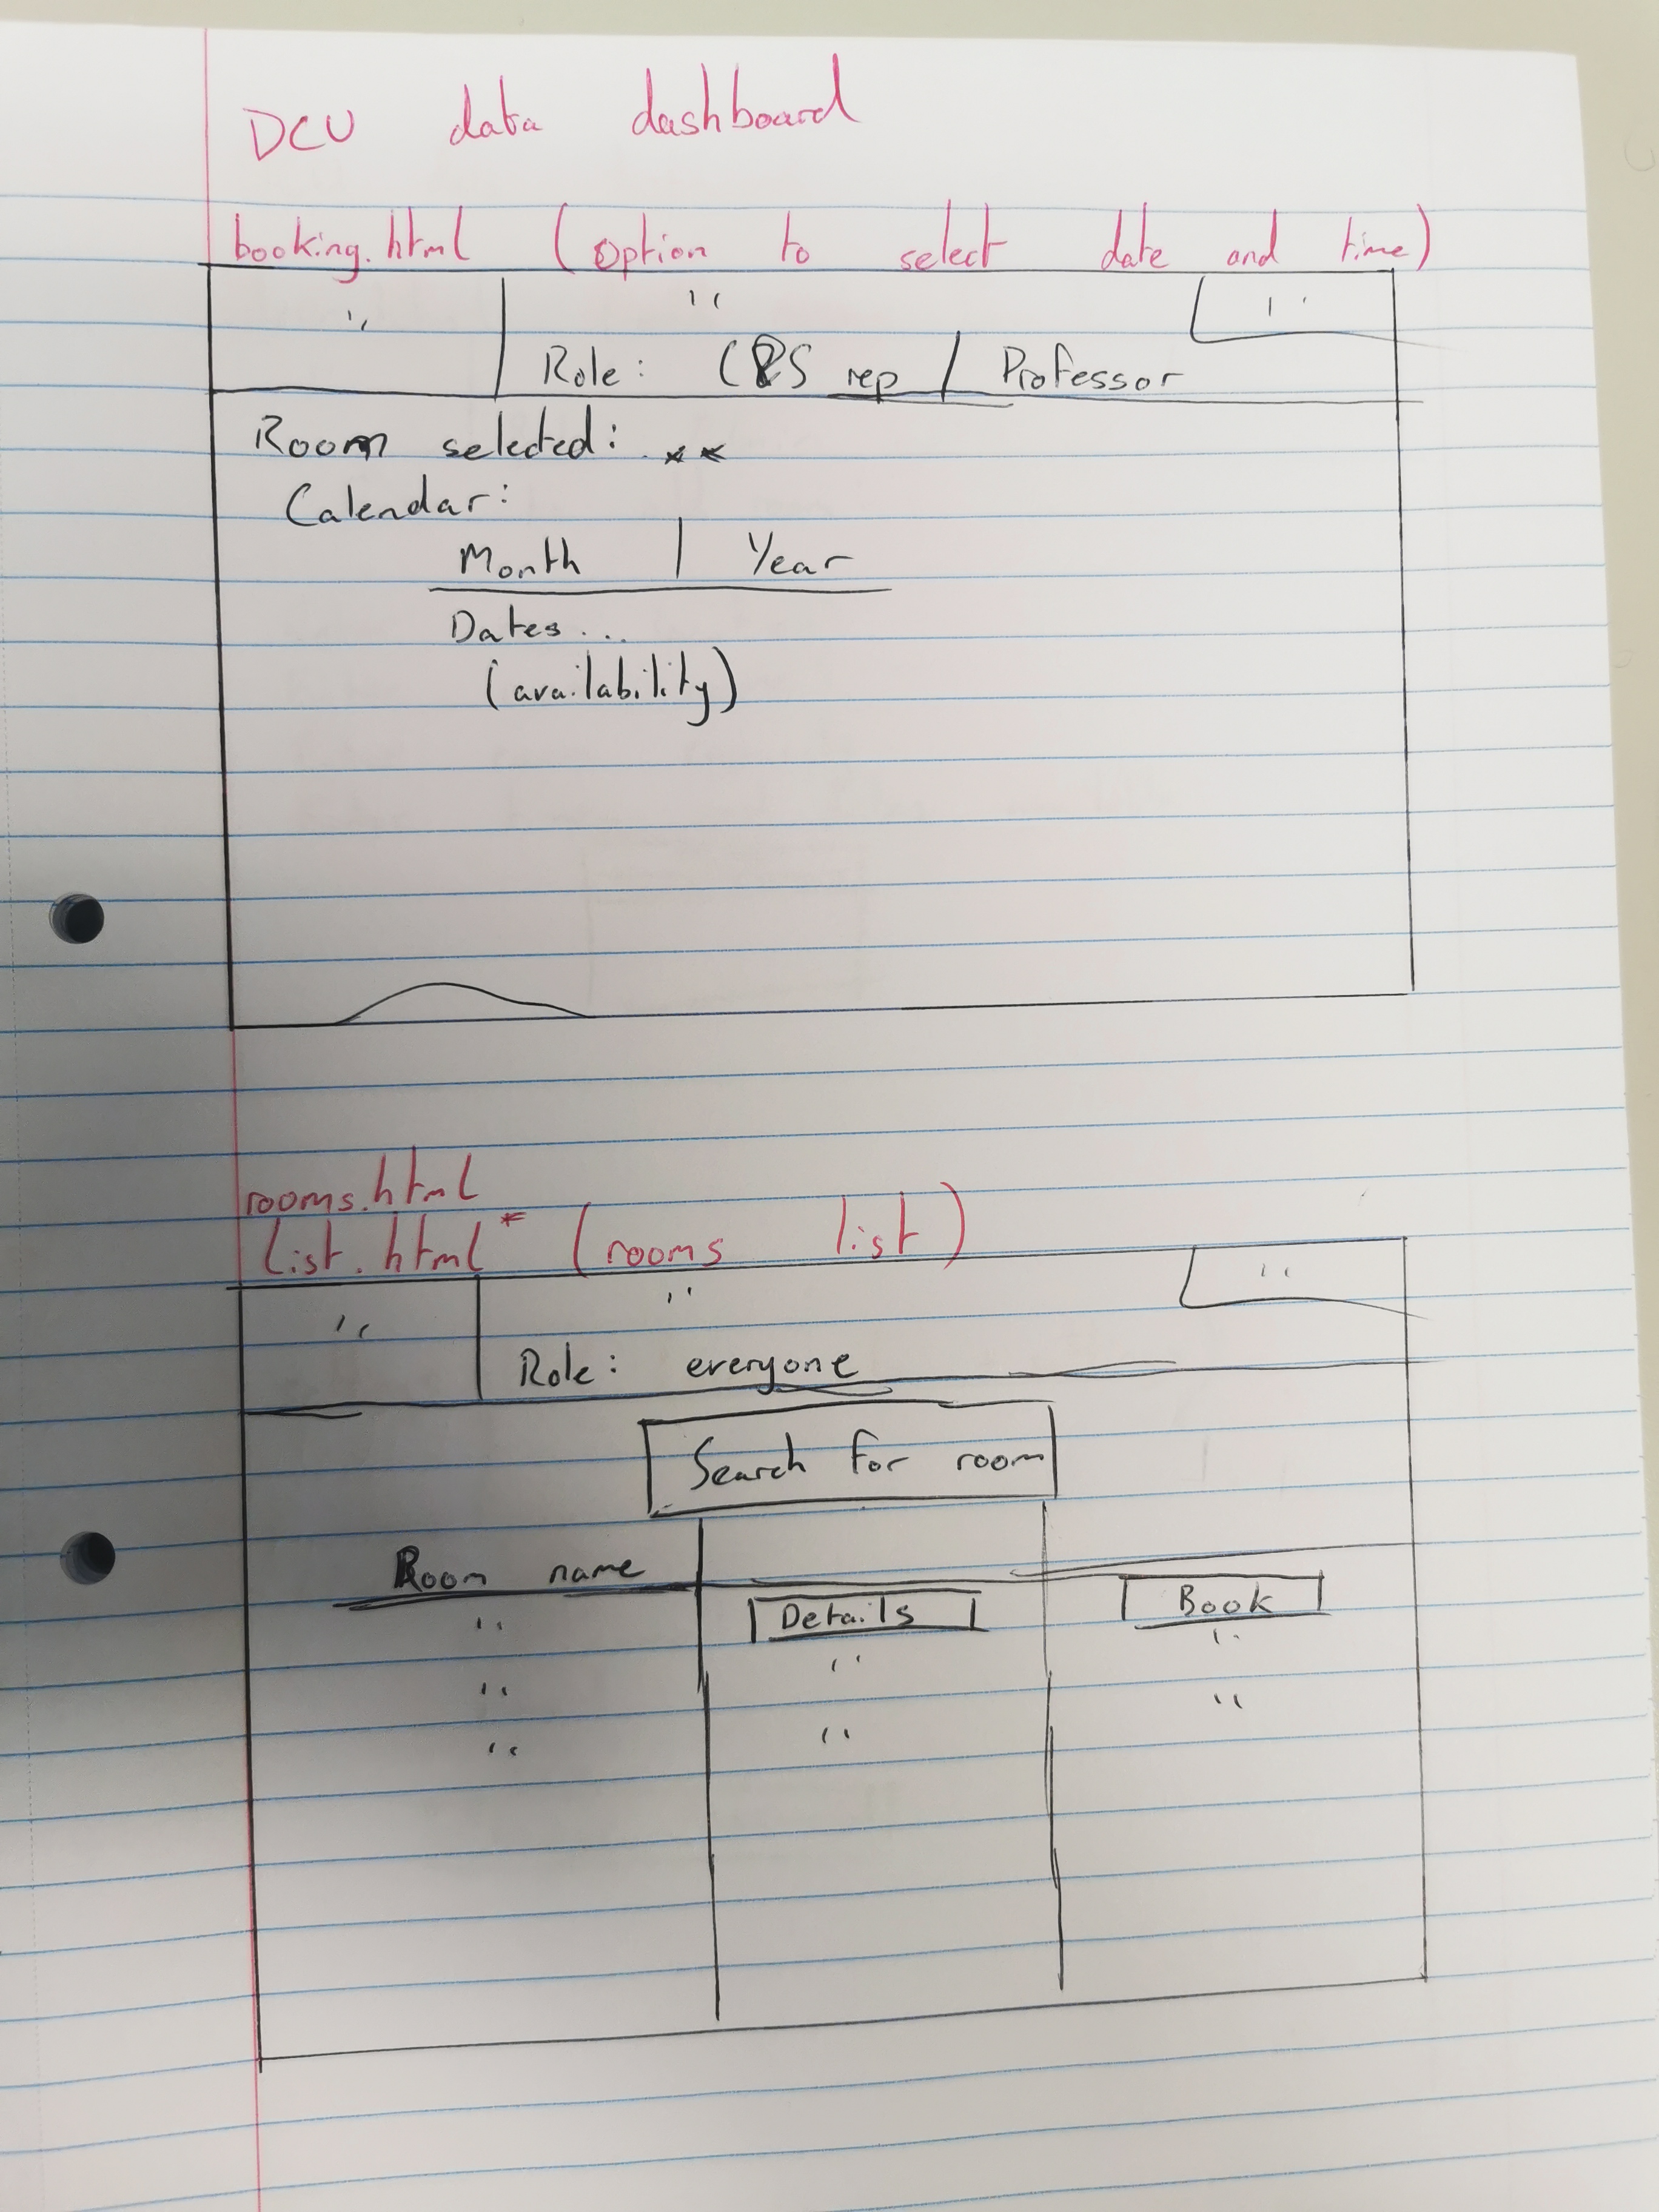 DCU data dashboard
booking.html (option to select date and time)
" " "
Role: rep / Professor
Room selected: . * *
Calendar:
Month | Year
Dates...
(availability)
rooms.html
list.html* (rooms list)
" " "
Role: everyone
Search for room
Room name
" Details Book
" " "
" " "